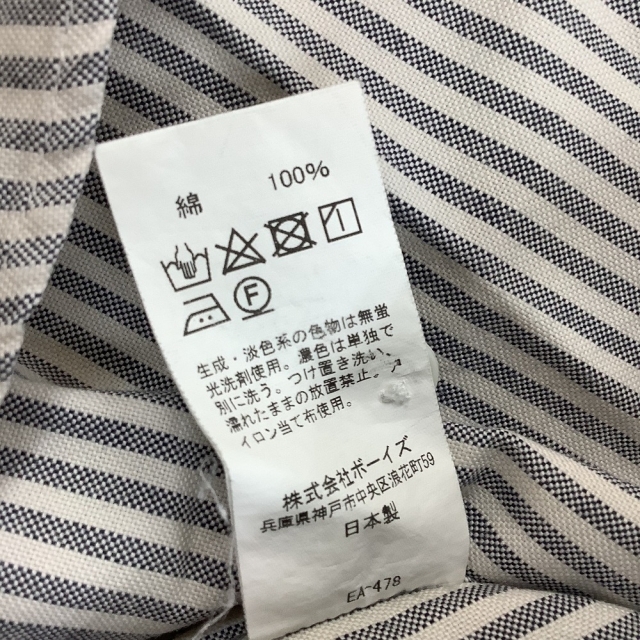 綿 100%
F
生成・淡色系の色物は無蛍
光洗剤使用。濃色は単独で
別に洗う。つけ置き洗い、
濡れたままの放置禁止。ア
イロン当て布使用。
株式会社ボーイズ
兵庫県神戸市中央区浪花町59
日本製
EA-478